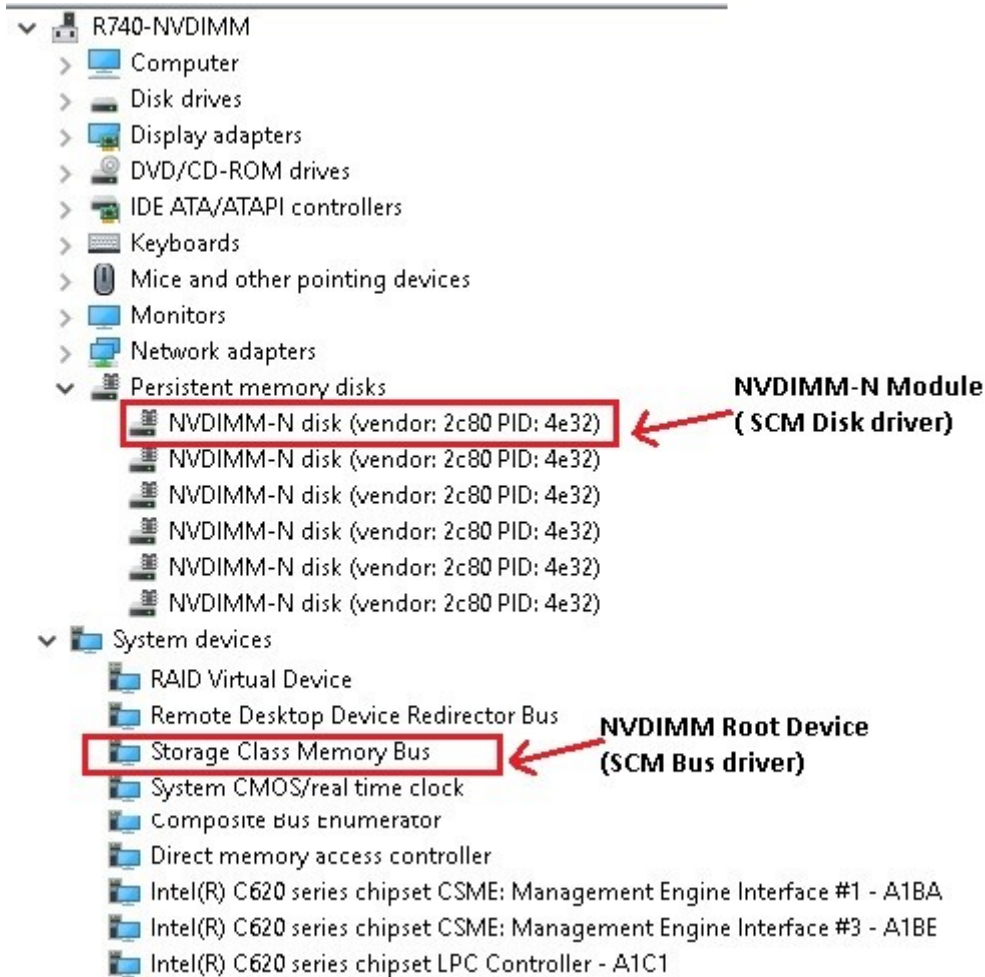 R740-NVDIMM
Computer
Disk drives
Display adapters
DVD/CD-ROM drives
IDE ATA/ATAPI controllers
Keyboards
Mice and other pointing devices
Monitors
Network adapters
Persistent memory disks
NVDIMM-N Module
( SCM Disk driver)
NVDIMM-N disk (vendor: 2c80 PID: 4e32)
NVDIMM-N disk (vendor: 2c80 PID: 4e32)
NVDIMM-N disk (vendor: 2c80 PID: 4e32)
NVDIMM-N disk (vendor: 2c80 PID: 4e32)
NVDIMM-N disk (vendor: 2c80 PID: 4e32)
NVDIMM-N disk (vendor: 2c80 PID: 4e32)
System devices
RAID Virtual Device
Remote Desktop Device Redirector Bus
NVDIMM Root Device
(SCM Bus driver)
Storage Class Memory Bus
System CMOS/real time clock
Composite Bus Enumerator
Direct memory access controller
Intel(R) C620 series chipset CSME: Management Engine Interface #1 - A1BA
Intel(R) C620 series chipset CSME: Management Engine Interface #3 - A1BE
Intel(R) C620 series chipset LPC Controller - A1C1